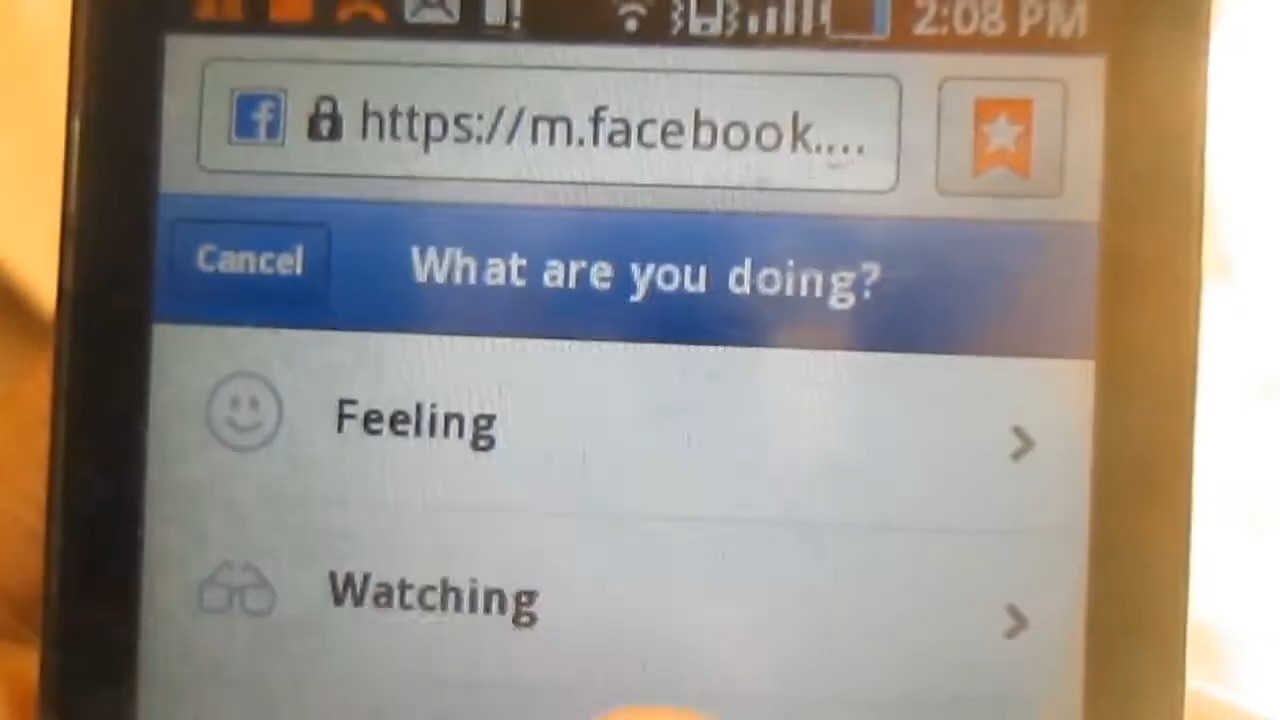 2:08 PM
https://m.facebook....
Cancel
What are you doing?
Feeling
Watching